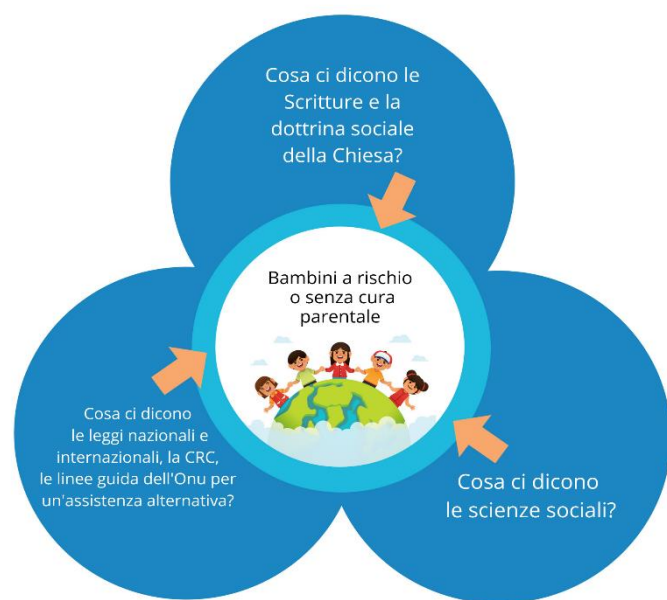 Cosa ci dicono le
Scritture e la
dottrina sociale
della Chiesa?
Bambini a rischio
o senza cura
parentale
Cosa ci dicono
le leggi nazionali e
internazionali, la CRC,
le linee guida dell'Onu per
un'assistenza alternativa?
Cosa ci dicono
le scienze sociali?